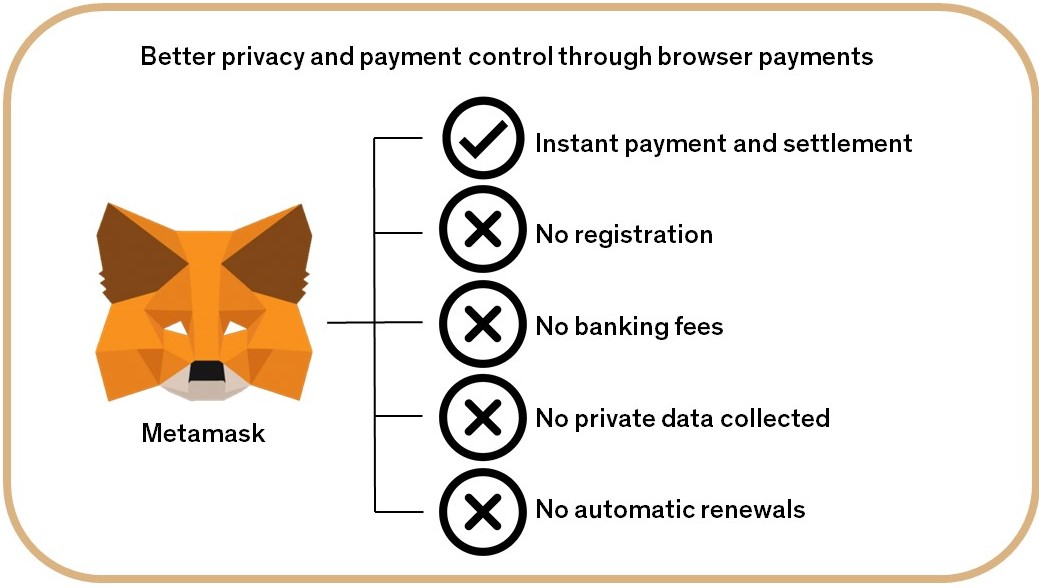 Better privacy and payment control through browser payments
Instant payment and settlement
No registration
No banking fees
No private data collected
Metamask
No automatic renewals